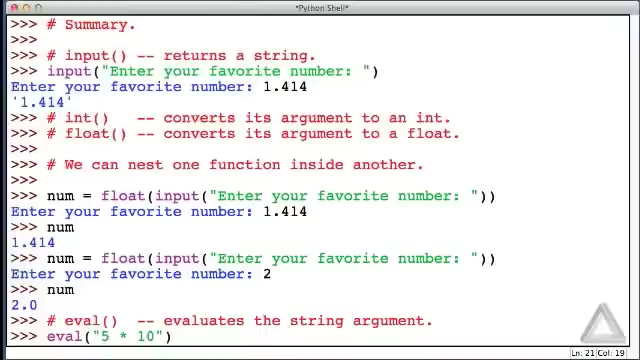 *Python Shell*
>>> # Summary.
>>>
>>> # input() -- returns a string.
>>> input("Enter your favorite number: ")
Enter your favorite number: 1.414
'1.414'
>>> # int()   -- converts its argument to an int.
>>> # float() -- converts its argument to a float.
>>>
>>> # We can nest one function inside another.
>>>
>>> num = float(input("Enter your favorite number: "))
Enter your favorite number: 1.414
>>> num
1.414
>>> num = float(input("Enter your favorite number: "))
Enter your favorite number: 2
>>> num
2.0
>>> # eval()  -- evaluates the string argument.
>>> eval("5 * 10")
Ln: 21 Col: 19